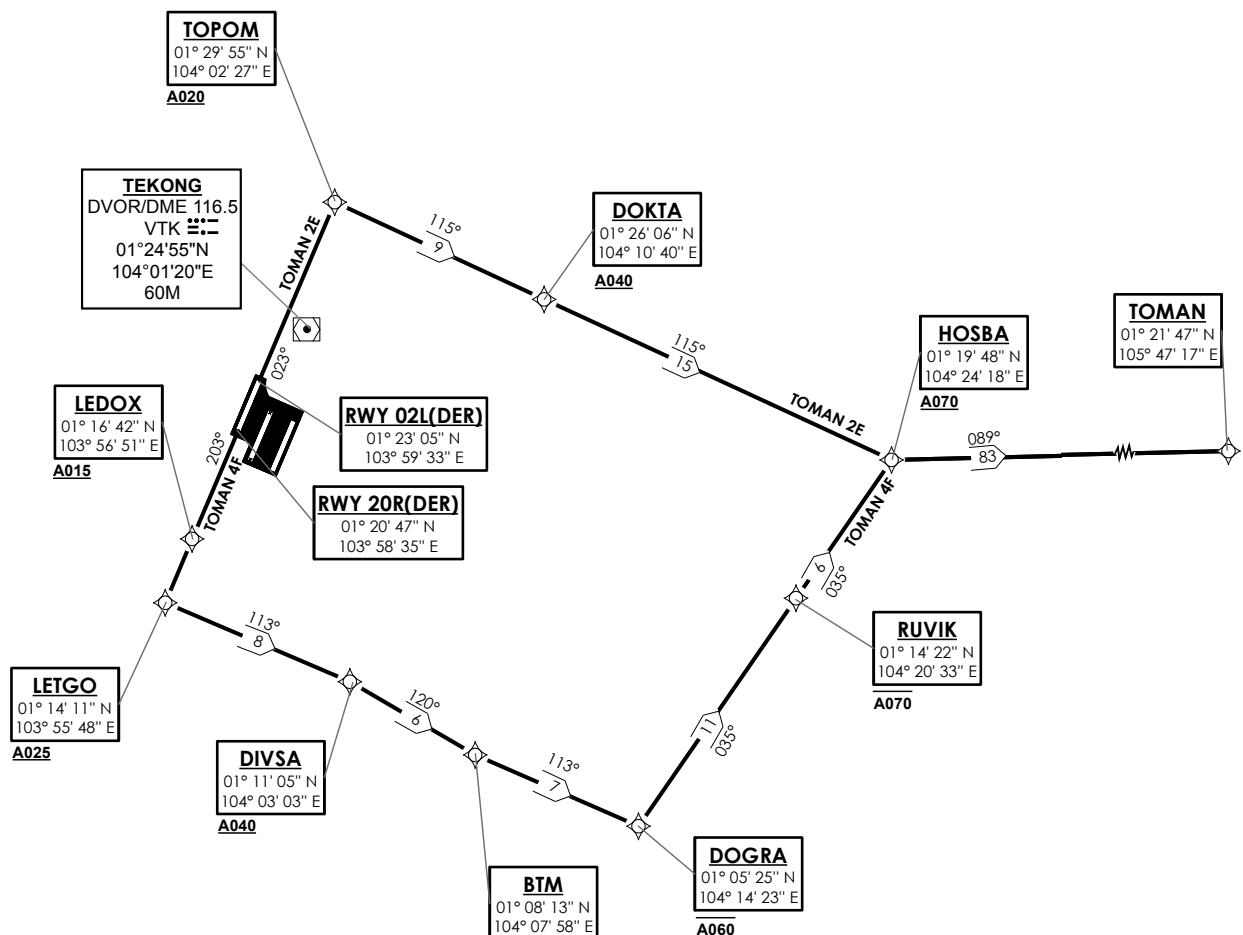 TOPOM
01° 29' 55" N
104° 02' 27" E
A020
TEKONG
DVOR/DME 116.5
VTK
01°24'55"N
104°01'20"E
60M
TOMAN 2E
115°
9
DOKTA
01° 26' 06" N
104° 10' 40" E
A040
115°
15
TOMAN 2E
HOSBA
01° 19' 48" N
104° 24' 18" E
A070
TOMAN
01° 21' 47" N
105° 47' 17" E
089°
83
023°
LEDOX
01° 16' 42" N
103° 56' 51" E
A015
203°
TOMAN 4F
RWY 02L(DER)
01° 23' 05" N
103° 59' 33" E
RWY 20R(DER)
01° 20' 47" N
103° 58' 35" E
TOMAN 4F
6
035°
RUVIK
01° 14' 22" N
104° 20' 33" E
A070
LETGO
01° 14' 11" N
103° 55' 48" E
A025
113°
8
DIVSA
01° 11' 05" N
104° 03' 03" E
A040
120°
6
113°
7
11
035°
BTM
01° 08' 13" N
104° 07' 58" E
DOGRA
01° 05' 25" N
104° 14' 23" E
A060